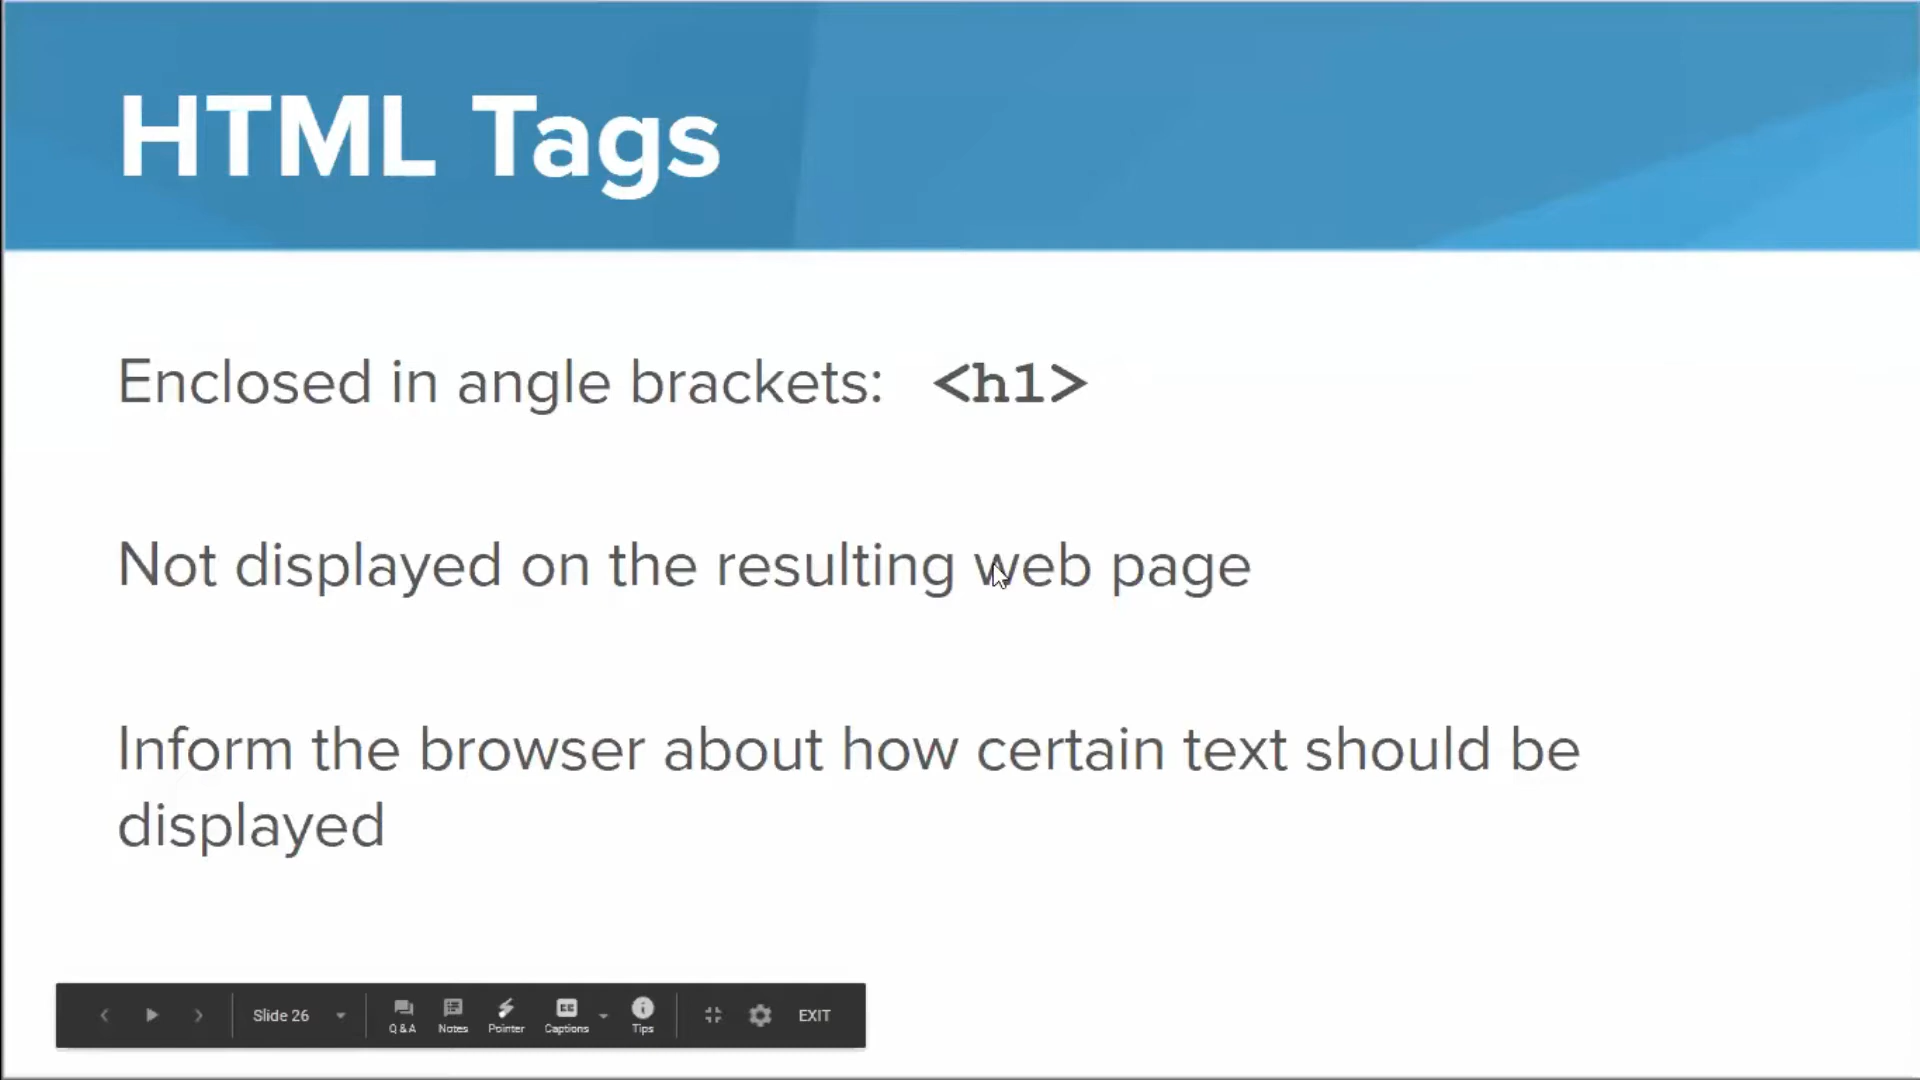 HTML Tags
Enclosed in angle brackets: <h1>
Not displayed on the resulting web page
Inform the browser about how certain text should be
displayed
Slide 26
Q & A
Notes
Pointer
CC
Captions
Tips
EXIT